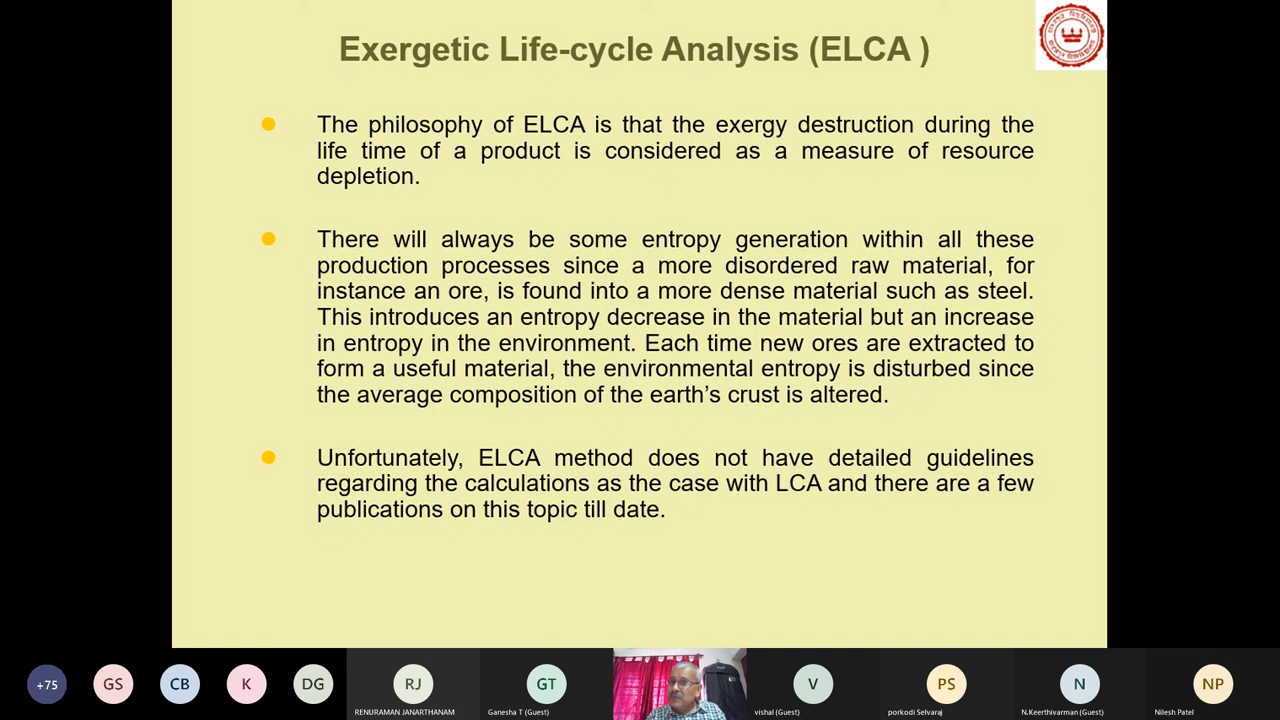 Exergetic Life-cycle Analysis (ELCA )
The philosophy of ELCA is that the exergy destruction during the
life time of a product is considered as a measure of resource
depletion.
There will always be some entropy generation within all these
production processes since a more disordered raw material, for
instance an ore, is found into a more dense material such as steel.
This introduces an entropy decrease in the material but an increase
in entropy in the environment. Each time new ores are extracted to
form a useful material, the environmental entropy is disturbed since
the average composition of the earth’s crust is altered.
Unfortunately, ELCA method does not have detailed guidelines
regarding the calculations as the case with LCA and there are a few
publications on this topic till date.
+75
GS
CB
K
DG
RJ
RENURAMAN JANARTHANAM
GT
Ganesha T (Guest)
V
vishal (Guest)
PS
porkodi Selvaraj
N
N.Keerthivarman (Guest)
NP
Nilesh Patel